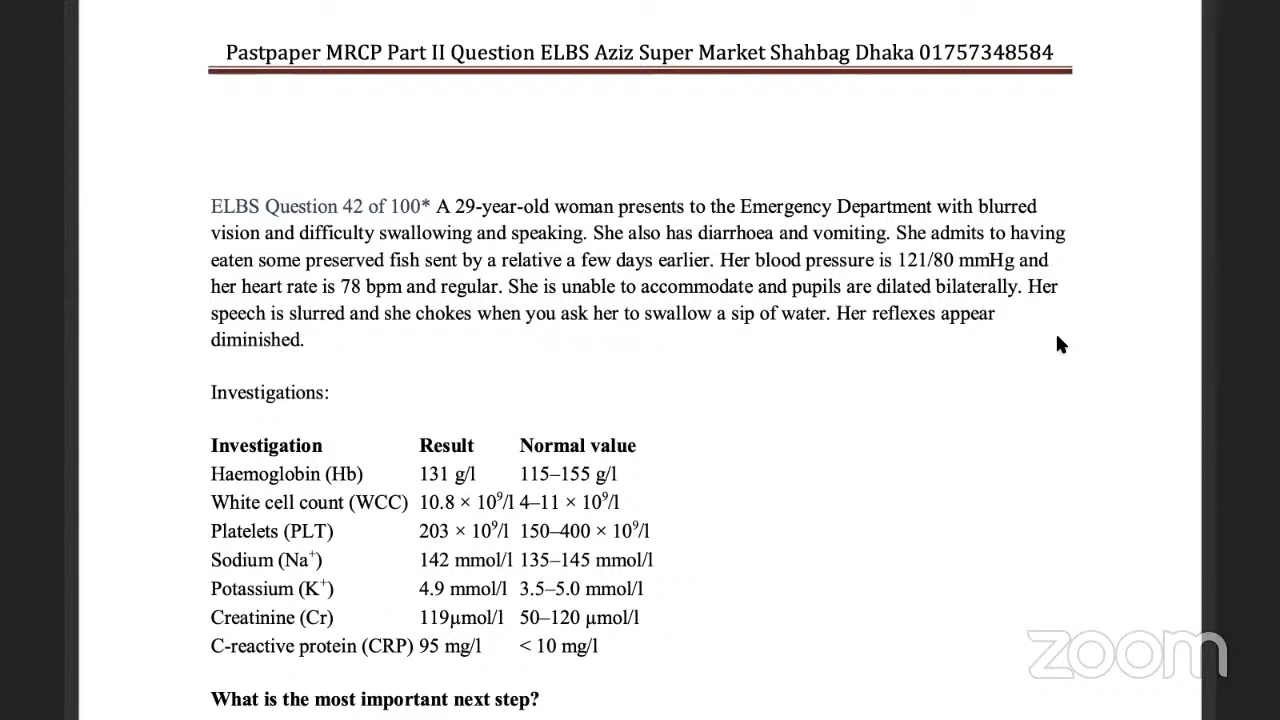 Pastpaper MRCP Part II Question ELBS Aziz Super Market Shahbag Dhaka 01757348584
ELBS Question 42 of 100* A 29-year-old woman presents to the Emergency Department with blurred
vision and difficulty swallowing and speaking. She also has diarrhoea and vomiting. She admits to having
eaten some preserved fish sent by a relative a few days earlier. Her blood pressure is 121/80 mmHg and
her heart rate is 78 bpm and regular. She is unable to accommodate and pupils are dilated bilaterally. Her
speech is slurred and she chokes when you ask her to swallow a sip of water. Her reflexes appear
diminished.
Investigations:
Investigation Result Normal value
Haemoglobin (Hb) 131 g/l 115–155 g/l
White cell count (WCC) 10.8 × 10⁹/l 4–11 × 10⁹/l
Platelets (PLT) 203 × 10⁹/l 150–400 × 10⁹/l
Sodium (Na⁺) 142 mmol/l 135–145 mmol/l
Potassium (K⁺) 4.9 mmol/l 3.5–5.0 mmol/l
Creatinine (Cr) 119µmol/l 50–120 µmol/l
C-reactive protein (CRP) 95 mg/l < 10 mg/l
zoom
What is the most important next step?